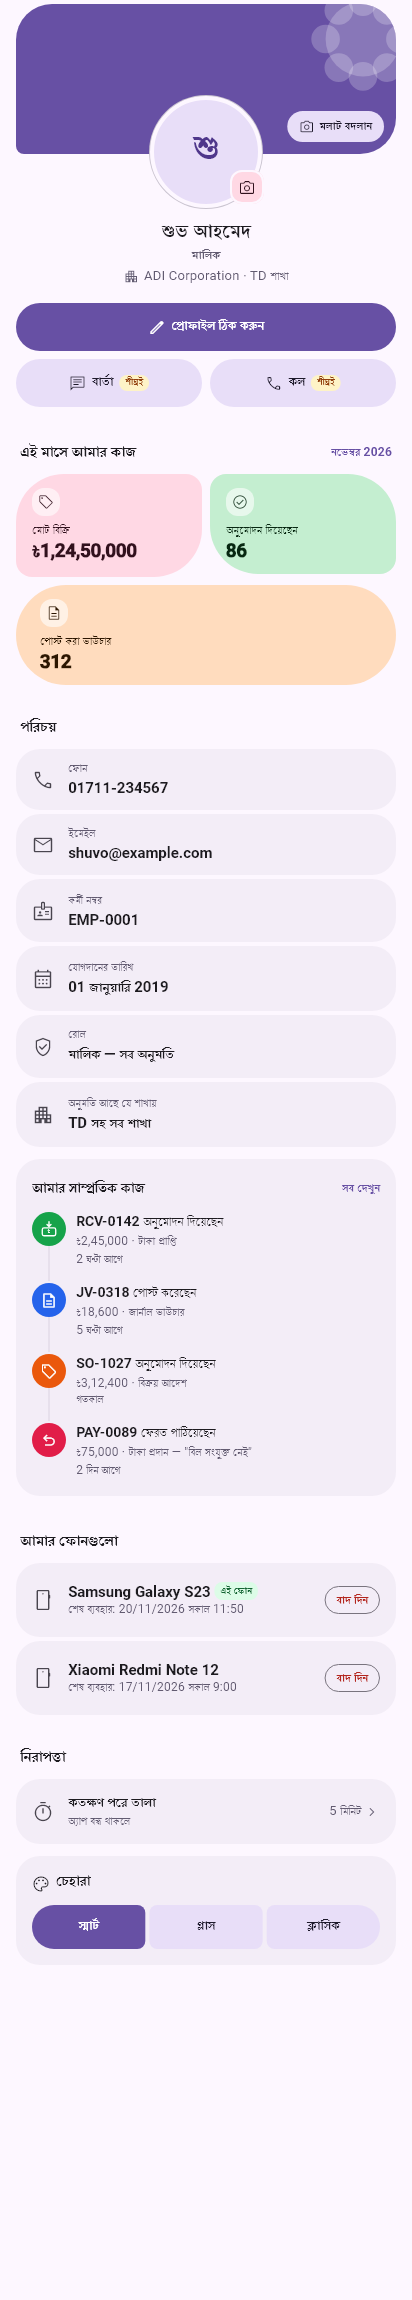 মলাট বদলান
শু
শুভ আহমেদ
মালিক
ADI Corporation · TD শাখা
প্রোফাইল ঠিক করুন
বার্তা শীঘ্রই
কল শীঘ্রই
এই মাসে আমার কাজ
নভেম্বর 2026
মোট বিক্রি
৳1,24,50,000
অনুমোদন দিয়েছেন
86
পোস্ট করা ভাউচার
312
পরিচয়
ফোন
01711-234567
ইমেইল
shuvo@example.com
কর্মী নম্বর
EMP-0001
যোগদানের তারিখ
01 জানুয়ারি 2019
রোল
মালিক — সব অনুমতি
অনুমতি আছে যে শাখায়
TD সহ সব শাখা
আমার সাম্প্রতিক কাজ
সব দেখুন
RCV-0142 অনুমোদন দিয়েছেন
৳2,45,000 · টাকা প্রাপ্তি
2 ঘণ্টা আগে
JV-0318 পোস্ট করেছেন
৳18,600 · জার্নাল ভাউচার
5 ঘণ্টা আগে
SO-1027 অনুমোদন দিয়েছেন
৳3,12,400 · বিক্রয় আদেশ
গতকাল
PAY-0089 ফেরত পাঠিয়েছেন
৳75,000 · টাকা প্রদান — "বিল সংযুক্ত নেই"
2 দিন আগে
আমার ফোনগুলো
Samsung Galaxy S23 এই ফোন
শেষ ব্যবহার: 20/11/2026 সকাল 11:50
বাদ দিন
Xiaomi Redmi Note 12
শেষ ব্যবহার: 17/11/2026 সকাল 9:00
বাদ দিন
নিরাপত্তা
কতক্ষণ পরে তালা
অ্যাপ বন্ধ থাকলে
5 মিনিট
চেহারা
স্মার্ট
গ্লাস
ক্লাসিক